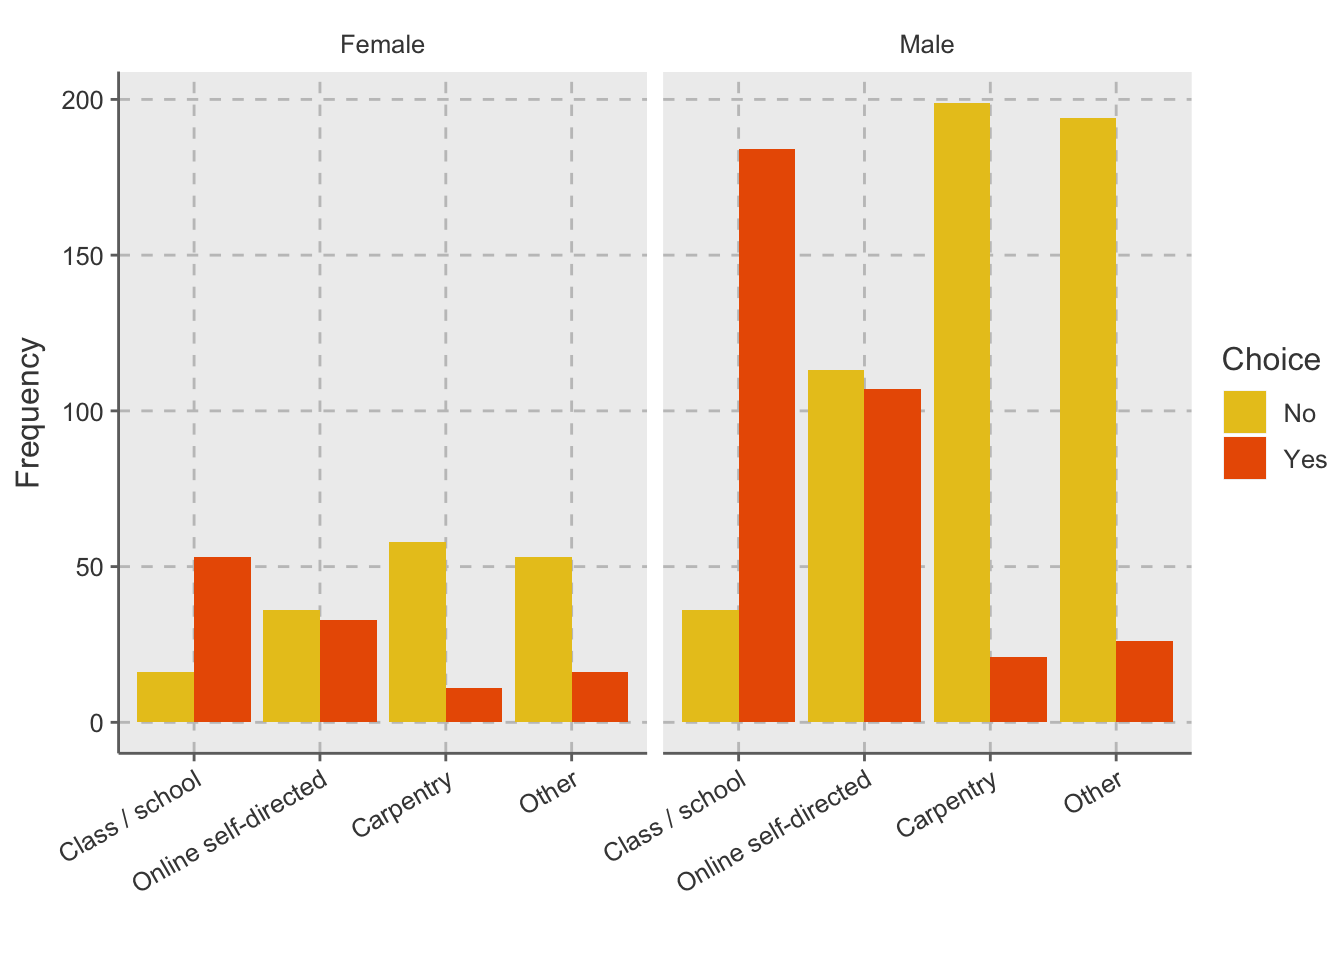 Female
Male
Frequency
200
150
100
50
0
Class / school
Online self-directed
Carpentry
Other
Class / school
Online self-directed
Carpentry
Other
Choice
No
Yes